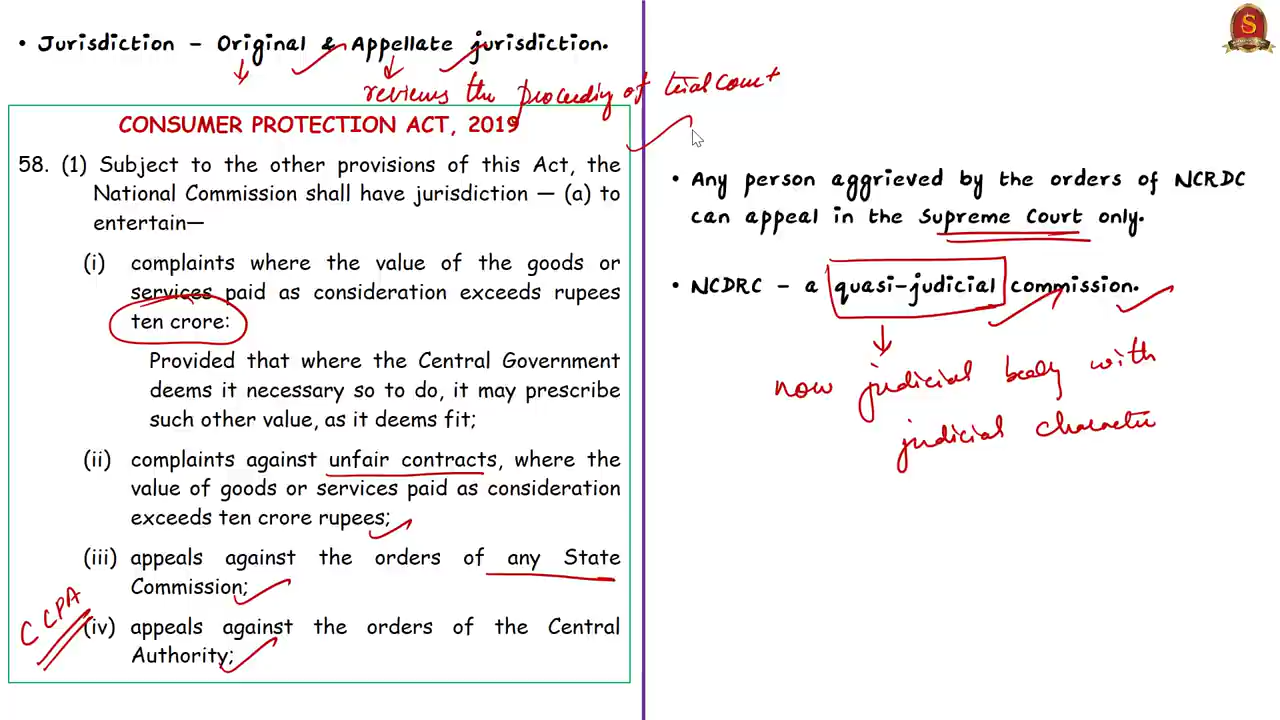 • Jurisdiction - Original & Appellate jurisdiction.
reviews the proceeding of trial court
CONSUMER PROTECTION ACT, 2019
58. (1) Subject to the other provisions of this Act, the
National Commission shall have jurisdiction — (a) to
entertain—
(i) complaints where the value of the goods or
services paid as consideration exceeds rupees
ten crore:
Provided that where the Central Government
deems it necessary so to do, it may prescribe
such other value, as it deems fit;
(ii) complaints against unfair contracts, where the
value of goods or services paid as consideration
exceeds ten crore rupees;
(iii) appeals against the orders of any State
Commission;
CCPA
(iv) appeals against the orders of the Central
Authority;
S
• Any person aggrieved by the orders of NCRDC
can appeal in the Supreme Court only.
• NCDRC - a quasi-judicial commission.
now judicial body with
judicial character